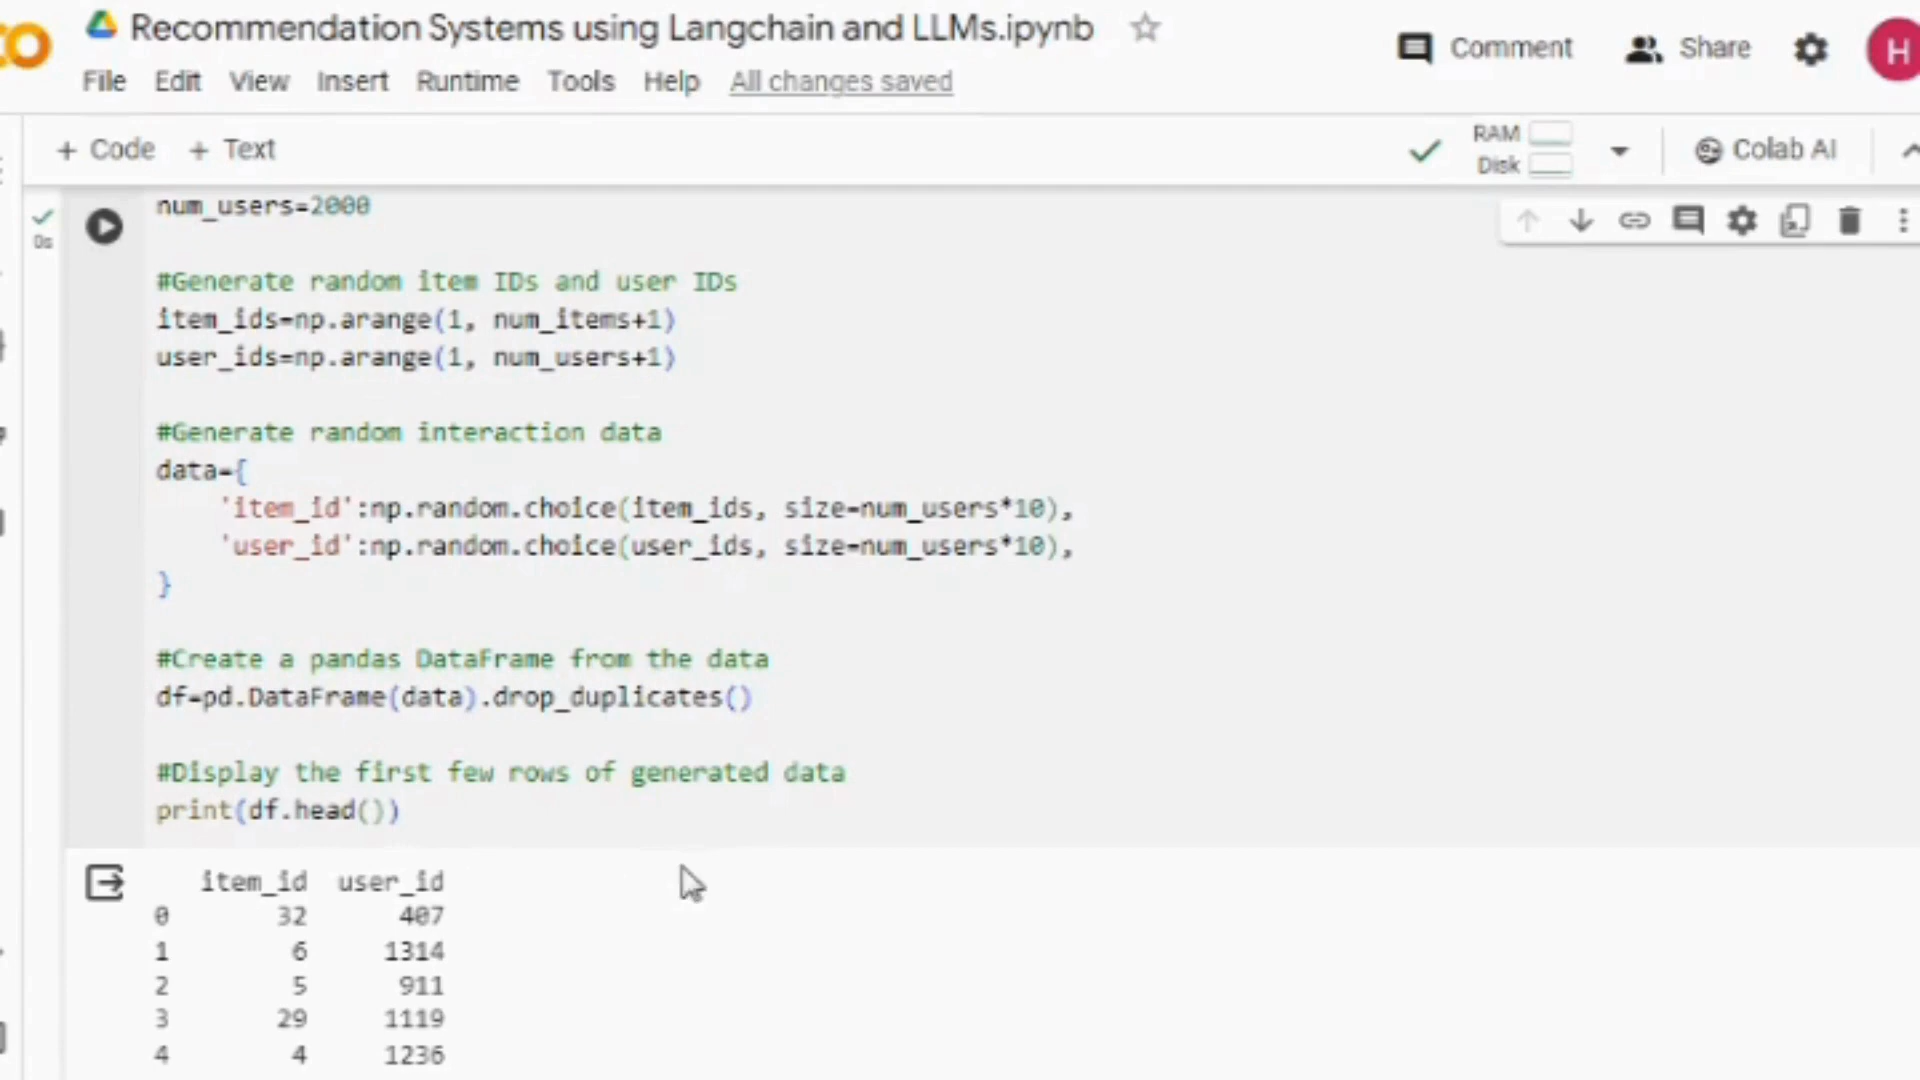 Recommendation Systems using Langchain and LLMs.ipynb
Comment
Share
H
File Edit View Insert Runtime Tools Help All changes saved
+ Code + Text
RAM
Disk
Colab AI
0s
num_users=2000
#Generate random item IDs and user IDs
item_ids=np.arange(1, num_items+1)
user_ids=np.arange(1, num_users+1)
#Generate random interaction data
data={
'item_id':np.random.choice(item_ids, size=num_users*10),
'user_id':np.random.choice(user_ids, size=num_users*10),
}
#Create a pandas DataFrame from the data
df=pd.DataFrame(data).drop_duplicates()
#Display the first few rows of generated data
print(df.head())
item_id user_id
0 32 407
1 6 1314
2 5 911
3 29 1119
4 4 1236